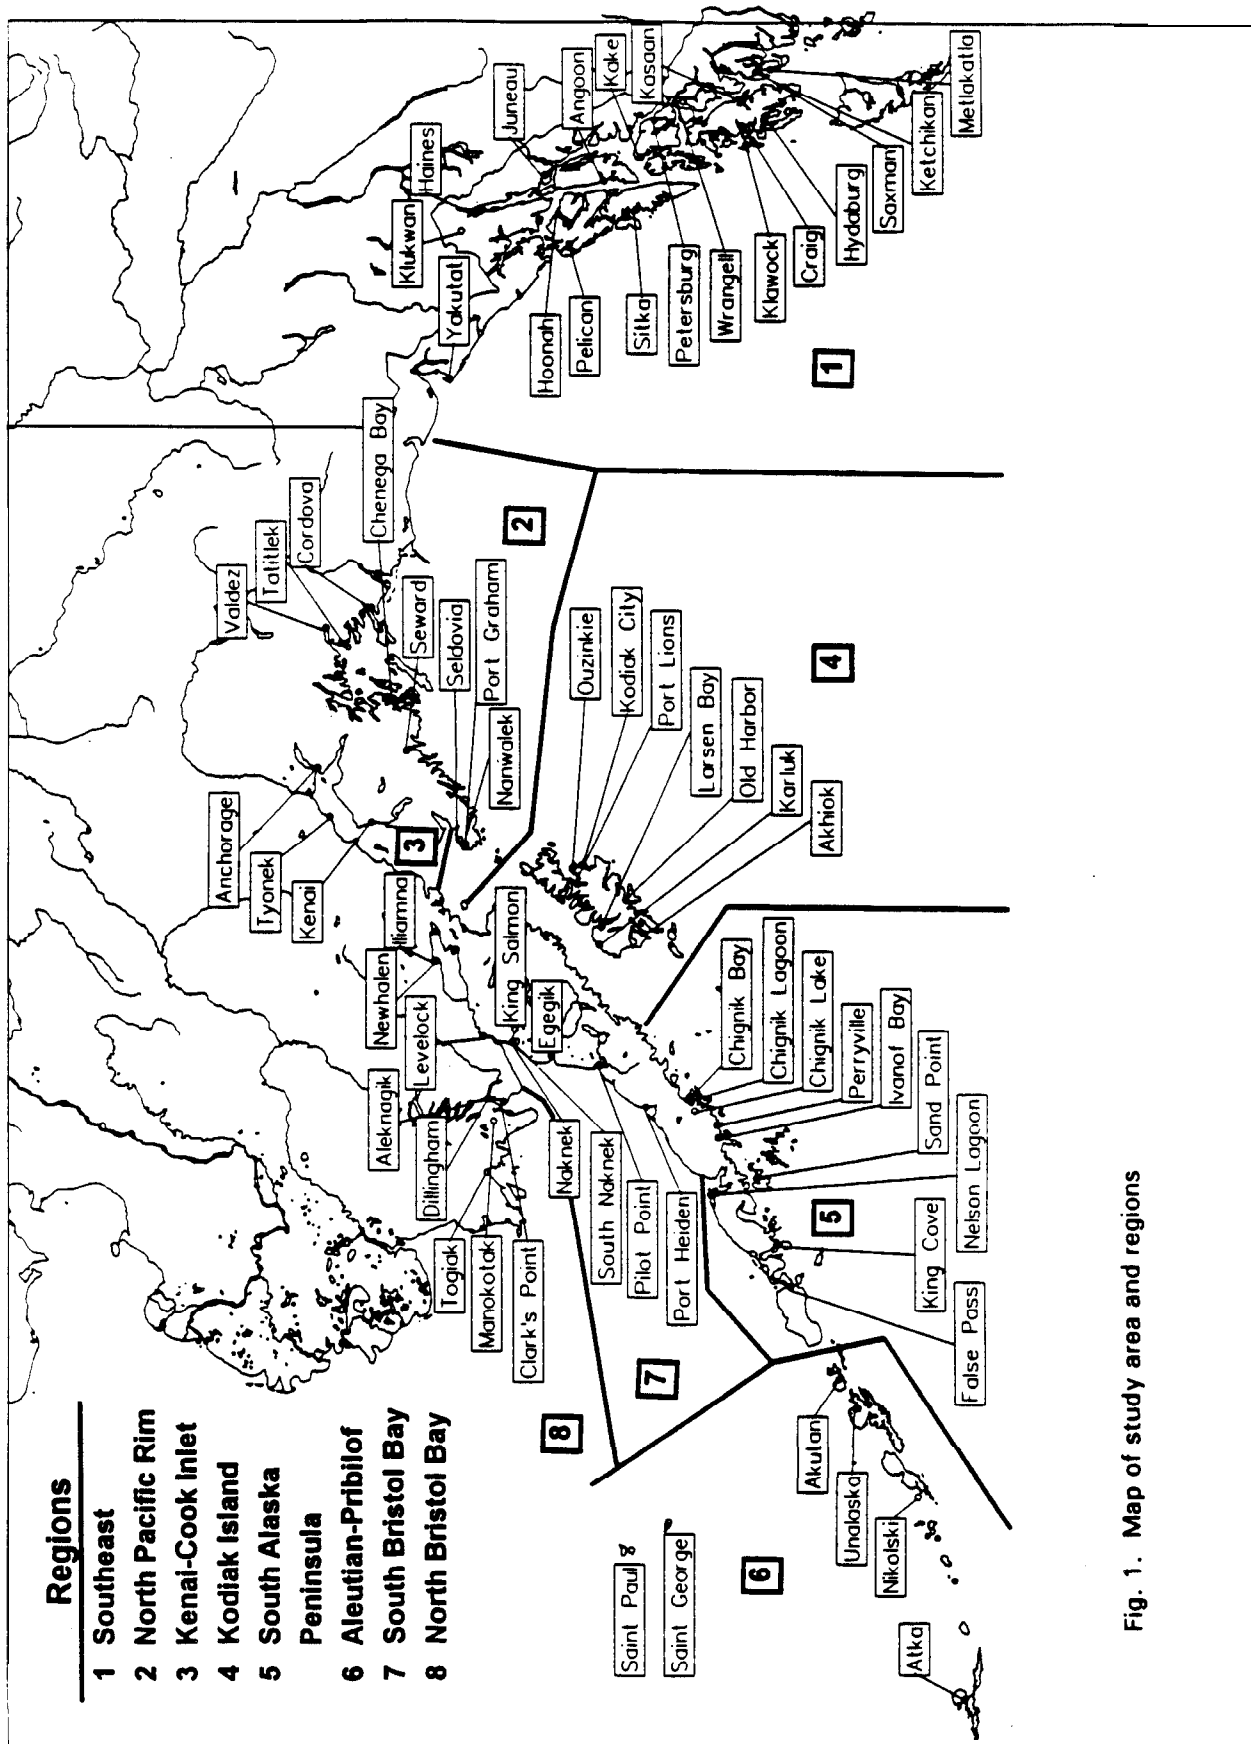 Regions
1 Southeast
2 North Pacific Rim
3 Kenai-Cook Inlet
4 Kodiak Island
5 South Alaska
Peninsula
6 Aleutian-Pribilof
7 South Bristol Bay
8 North Bristol Bay
Anchorage
Tyonek
Kenai
Iliamna
Newhalen
Levelock
Aleknagik
Dillingham
Togiak
Manokotak
Clark's Point
King Salmon
Egegik
Naknek
South Naknek
Pilot Point
Port Heiden
Valdez
Tatitlek
Cordova
Chenega Bay
Seward
Seldovia
Port Graham
Nanwalek
Klukwan
Haines
Yakutat
Juneau
Angoon
Kake
Kasaan
Hoonah
Pelican
Sitka
Petersburg
Wrangell
Klawock
Craig
Hydaburg
Saxman
Ketchikan
Metlakatla
Ouzinkie
Kodiak City
Port Lions
Larsen Bay
Old Harbor
Karluk
Akhiok
Chignik Bay
Chignik Lagoon
Chignik Lake
Perryville
Ivanof Bay
Sand Point
Nelson Lagoon
King Cove
False Pass
Akutan
Unalaska
Nikolski
Atka
Saint Paul
Saint George
1
2
3
4
5
6
7
8
Fig. 1. Map of study area and regions